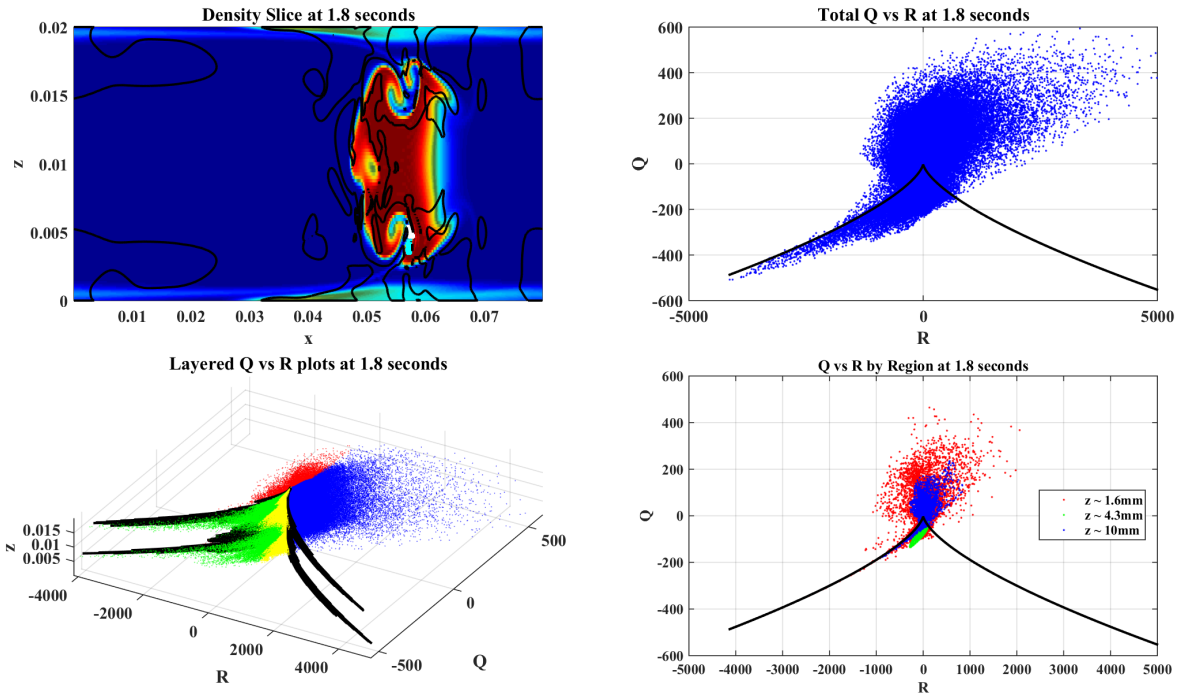 Density Slice at 1.8 seconds
0.02
0.015
0.01
0.005
0
z
0.01 0.02 0.03 0.04 0.05 0.06 0.07
x
Total Q vs R at 1.8 seconds
600
400
200
0
-200
-400
-600
Q
-5000 0 5000
R
Layered Q vs R plots at 1.8 seconds
0.015
0.01
0.005
z
-4000
-2000
0
2000
4000
R
500
0
-500
Q
Q vs R by Region at 1.8 seconds
600
400
200
0
-200
-400
-600
Q
z ~ 1.6mm
z ~ 4.3mm
z ~ 10mm
-5000 -4000 -3000 -2000 -1000 0 1000 2000 3000 4000 5000
R